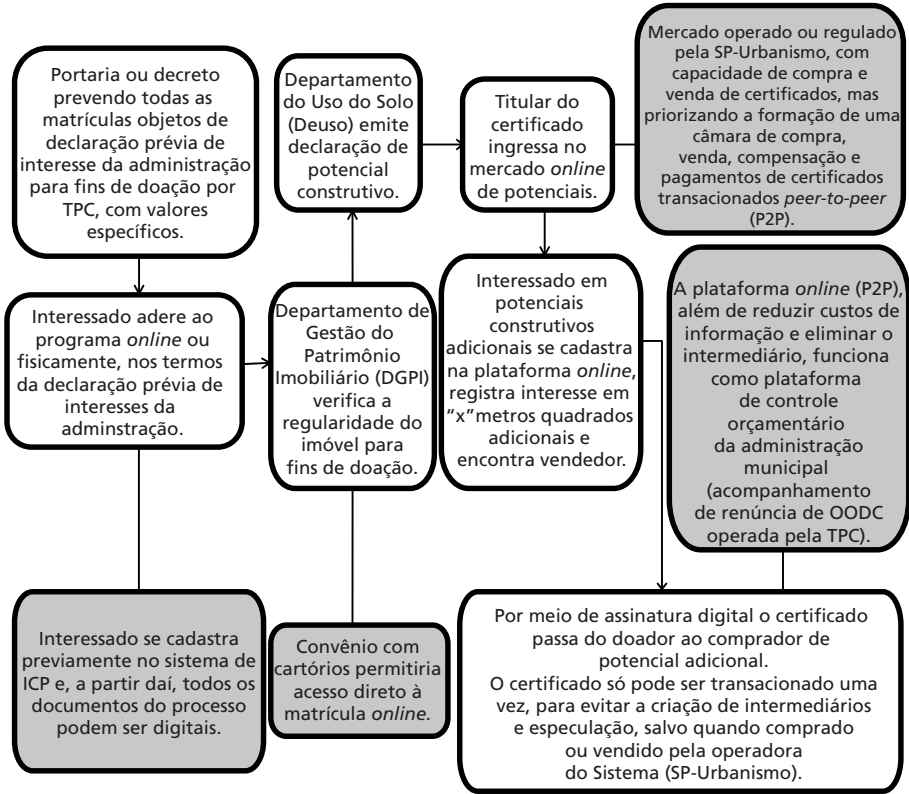 Portaria ou decreto
prevendo todas as
matrículas objetos de
declaração prévia de
interesse da administração
para fins de doação por
TPC, com valores
específicos.
Interessado adere ao
programa online ou
fisicamente, nos termos
da declaração prévia de
interesses da
adminstração.
Interessado se cadastra
previamente no sistema de
ICP e, a partir daí, todos os
documentos do processo
podem ser digitais.
Departamento de
Gestão do
Patrimônio
Imobiliário (DGPI)
verifica a
regularidade do
imóvel para
fins de doação.
Convênio com
cartórios permitiria
acesso direto à
matrícula online.
Departamento
do Uso do Solo
(Deuso) emite
declaração de
potencial
construtivo.
Titular do
certificado
ingressa no
mercado online
de potenciais.
Mercado operado ou regulado
pela SP-Urbanismo, com
capacidade de compra e
venda de certificados, mas
priorizando a formação de uma
câmara de compra,
venda, compensação e
pagamentos de certificados
transacionados peer-to-peer
(P2P).
Interessado em
potenciais
construtivos
adicionais se cadastra
na plataforma online,
registra interesse em
“x”metros quadrados
adicionais e
encontra vendedor.
A plataforma online (P2P),
além de reduzir custos de
informação e eliminar o
intermediário, funciona
como plataforma
de controle
orçamentário
da administração
municipal
(acompanhamento
de renúncia de OODC
operada pela TPC).
Por meio de assinatura digital o certificado
passa do doador ao comprador de
potencial adicional.
O certificado só pode ser transacionado uma
vez, para evitar a criação de intermediários
e especulação, salvo quando comprado
ou vendido pela operadora
do Sistema (SP-Urbanismo).